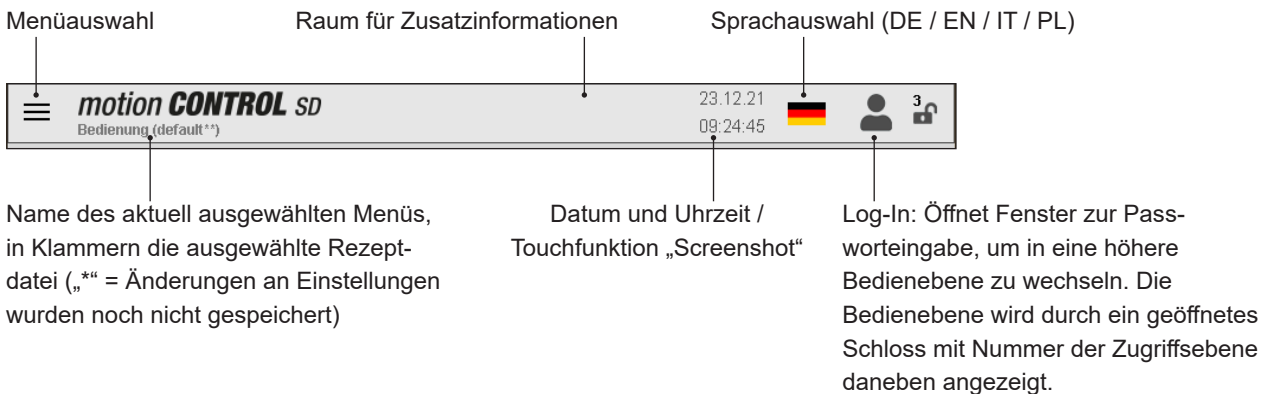 Menüauswahl
Raum für Zusatzinformationen
Sprachauswahl (DE / EN / IT / PL)
motion CONTROL SD
Bedienung (default**)
23.12.21
09:24:45
3
Name des aktuell ausgewählten Menüs,
in Klammern die ausgewählte Rezept-
datei („*“ = Änderungen an Einstellungen
wurden noch nicht gespeichert)
Datum und Uhrzeit /
Touchfunktion „Screenshot“
Log-In: Öffnet Fenster zur Pass-
worteingabe, um in eine höhere
Bedienebene zu wechseln. Die
Bedienebene wird durch ein geöffnetes
Schloss mit Nummer der Zugriffsebene
daneben angezeigt.